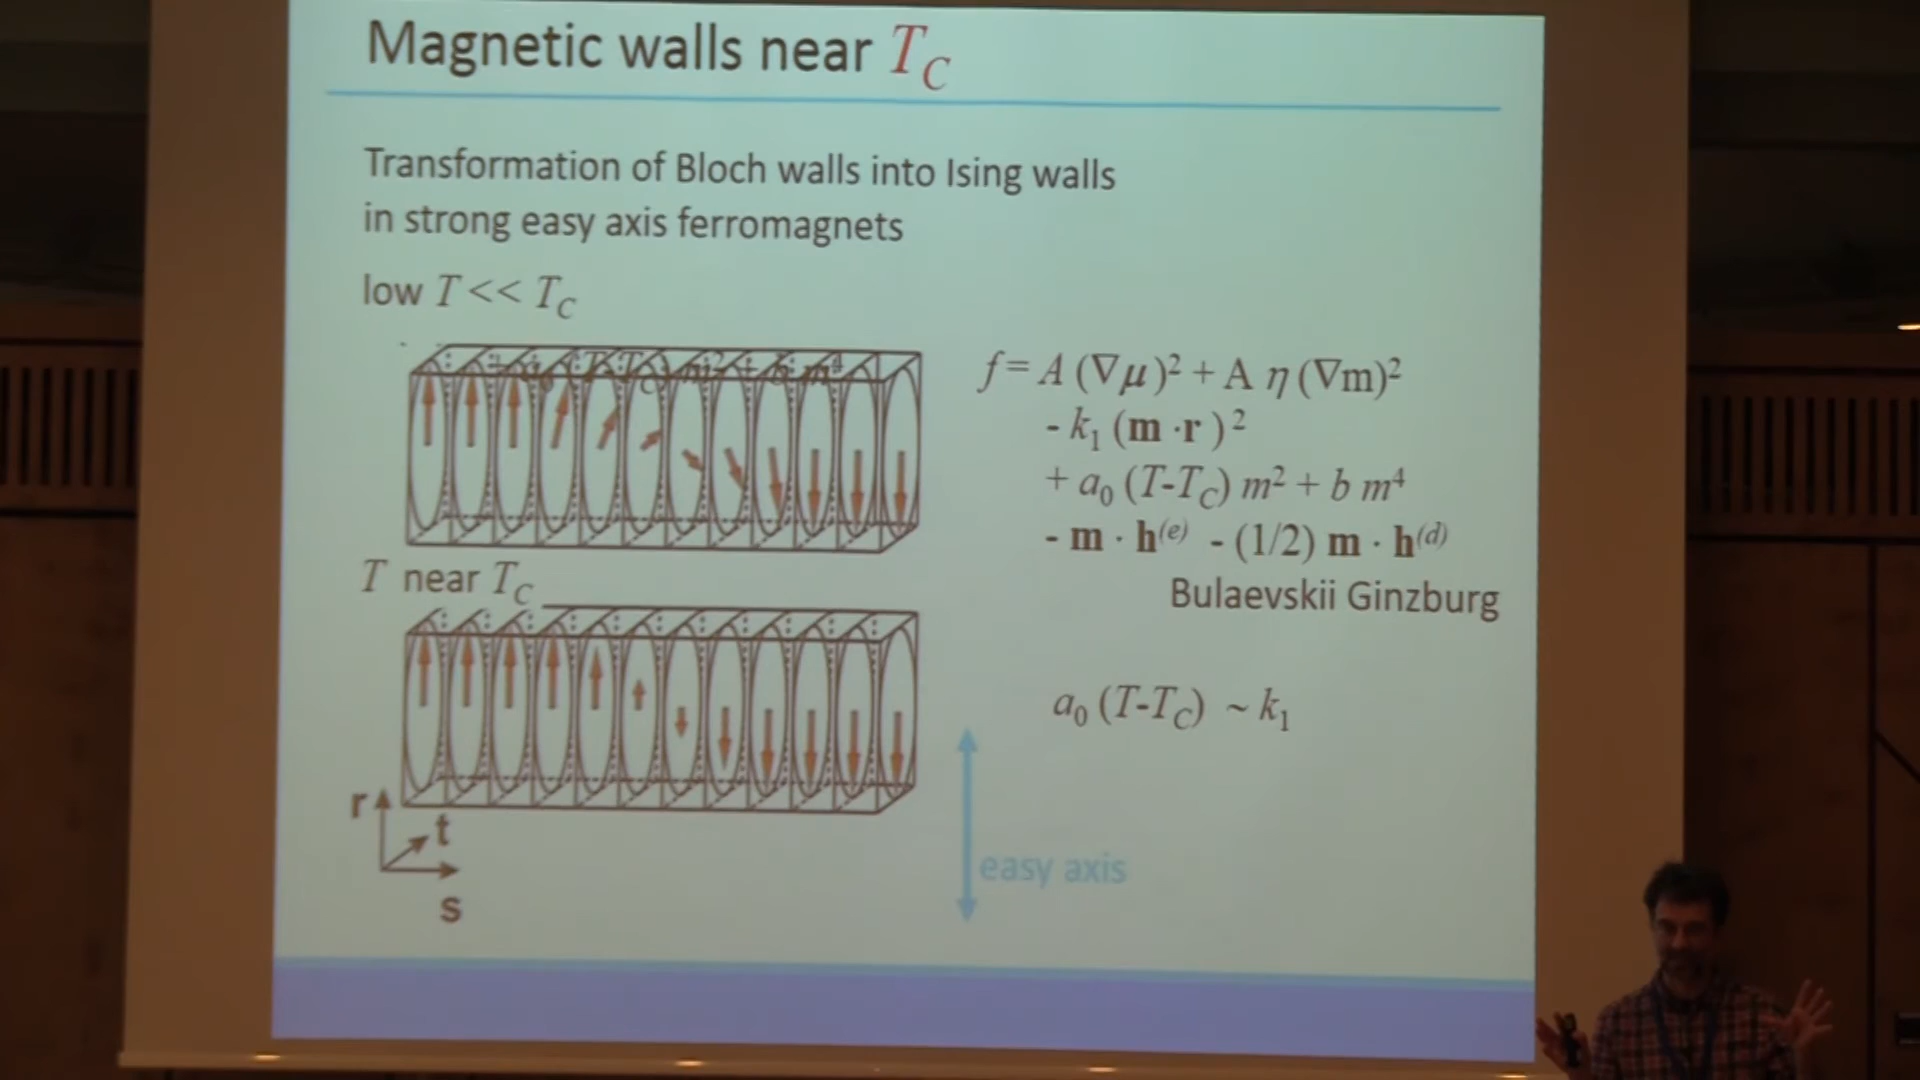 Magnetic walls near T_C
Transformation of Bloch walls into Ising walls
in strong easy axis ferromagnets
low T << T_C
f = A (∇μ)² + A η (∇m)²
- k₁ (m · r)²
+ a₀ (T-T_C) m² + b m⁴
- m · h⁽ᵉ⁾ - (1/2) m · h⁽ᵈ⁾
Bulaevskii Ginzburg
T near T_C
a₀ (T-T_C) ~ k₁
r
t
s
easy axis